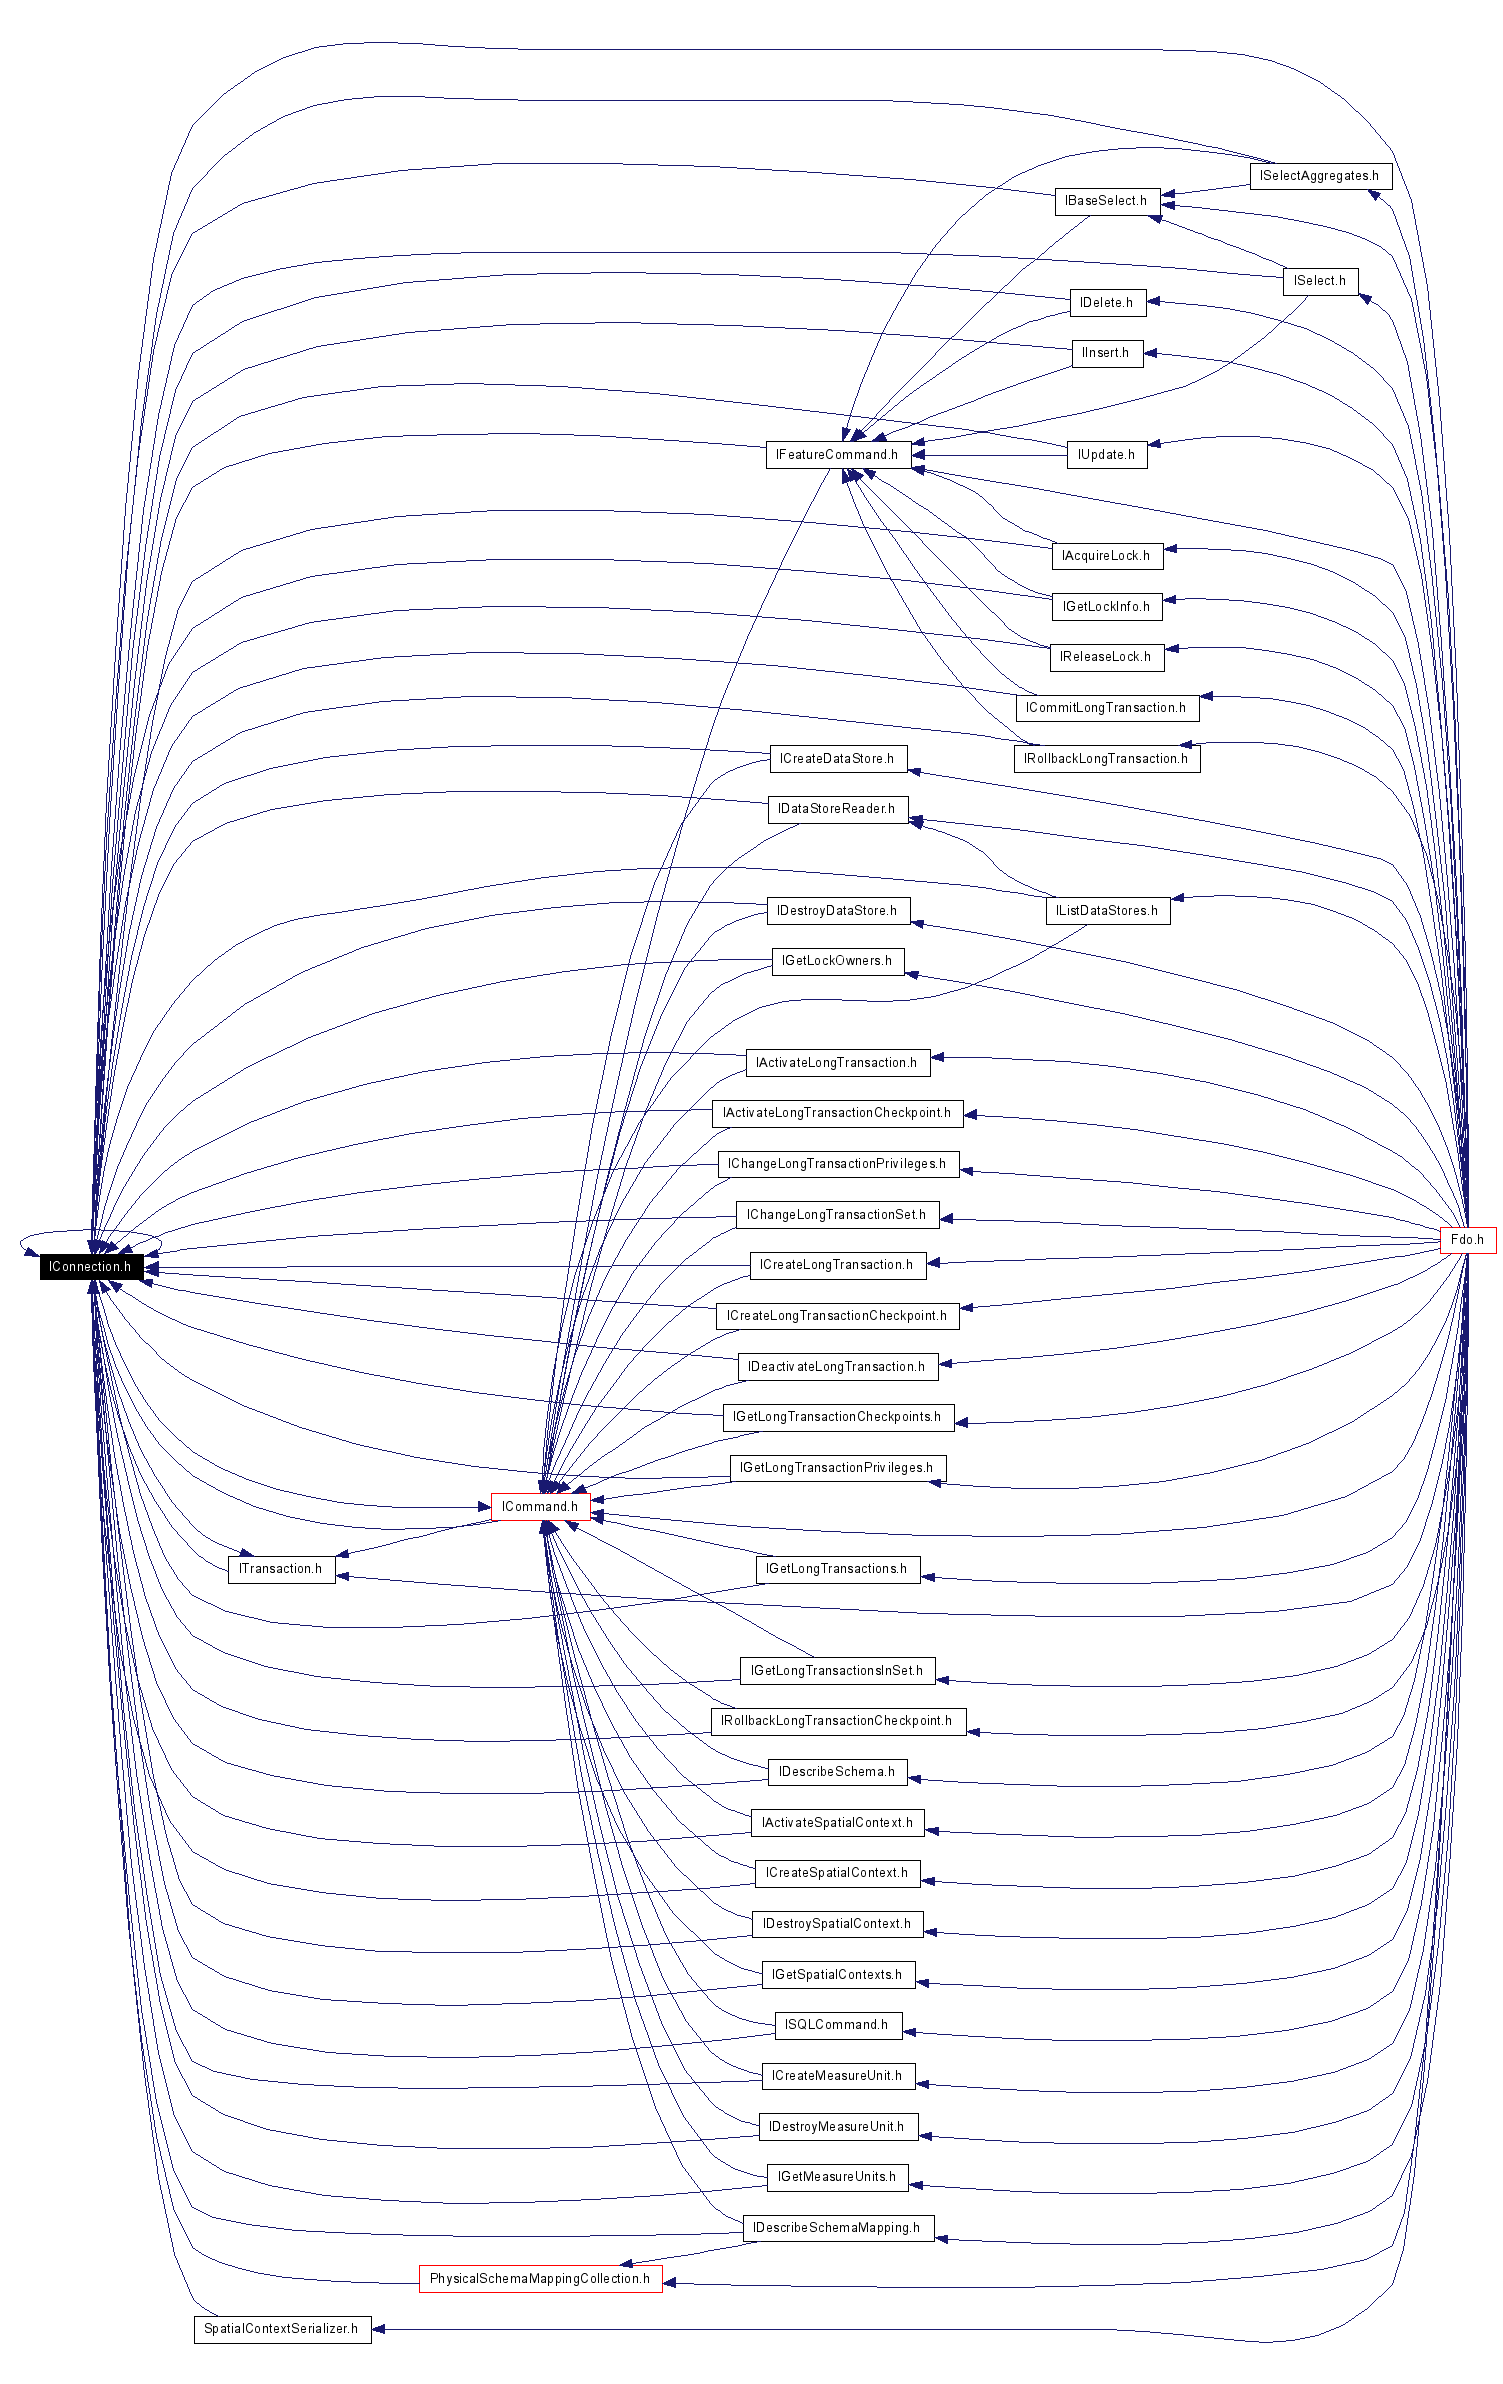 ISelectAggregates.h
IBaseSelect.h
ISelect.h
IDelete.h
IInsert.h
IFeatureCommand.h
IUpdate.h
IAcquireLock.h
IGetLockInfo.h
IReleaseLock.h
ICommitLongTransaction.h
ICreateDataStore.h
IRollbackLongTransaction.h
IDataStoreReader.h
IDestroyDataStore.h
IListDataStores.h
IGetLockOwners.h
IActivateLongTransaction.h
IActivateLongTransactionCheckpoint.h
IChangeLongTransactionPrivileges.h
IChangeLongTransactionSet.h
Fdo.h
IConnection.h
ICreateLongTransaction.h
ICreateLongTransactionCheckpoint.h
IDeactivateLongTransaction.h
IGetLongTransactionCheckpoints.h
IGetLongTransactionPrivileges.h
ICommand.h
ITransaction.h
IGetLongTransactions.h
IGetLongTransactionsInSet.h
IRollbackLongTransactionCheckpoint.h
IDescribeSchema.h
IActivateSpatialContext.h
ICreateSpatialContext.h
IDestroySpatialContext.h
IGetSpatialContexts.h
ISQLCommand.h
ICreateMeasureUnit.h
IDestroyMeasureUnit.h
IGetMeasureUnits.h
IDescribeSchemaMapping.h
PhysicalSchemaMappingCollection.h
SpatialContextSerializer.h